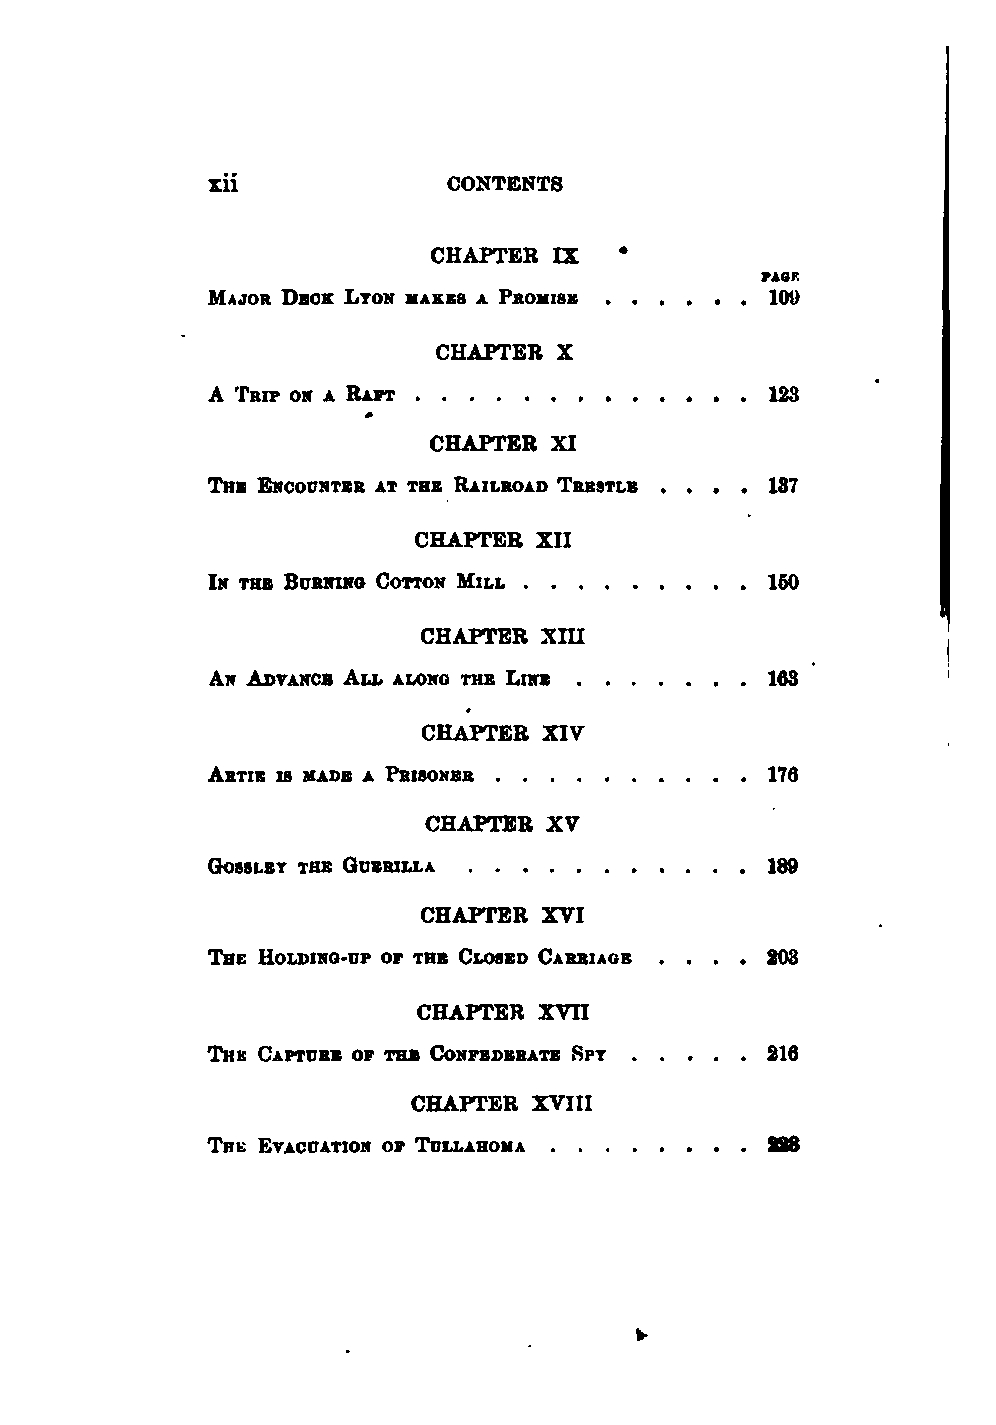 xii CONTENTS
CHAPTER IX
PAGE
MAJOR DECK LYON MAKES A PROMISE . . . . . . 109
CHAPTER X
A TRIP ON A RAFT . . . . . . . . . . . . . 123
CHAPTER XI
THE ENCOUNTER AT THE RAILROAD TRESTLE . . . . 137
CHAPTER XII
IN THE BURNING COTTON MILL . . . . . . . . . 150
CHAPTER XIII
AN ADVANCE ALL ALONG THE LINE . . . . . . . 163
CHAPTER XIV
ARTIE IS MADE A PRISONER . . . . . . . . . . 176
CHAPTER XV
GOSSLEY THE GUERILLA . . . . . . . . . . . 189
CHAPTER XVI
THE HOLDING-UP OF THE CLOSED CARRIAGE . . . . 203
CHAPTER XVII
THE CAPTURE OF THE CONFEDERATE SPY . . . . . 216
CHAPTER XVIII
THE EVACUATION OF TULLAHOMA . . . . . . . . 228